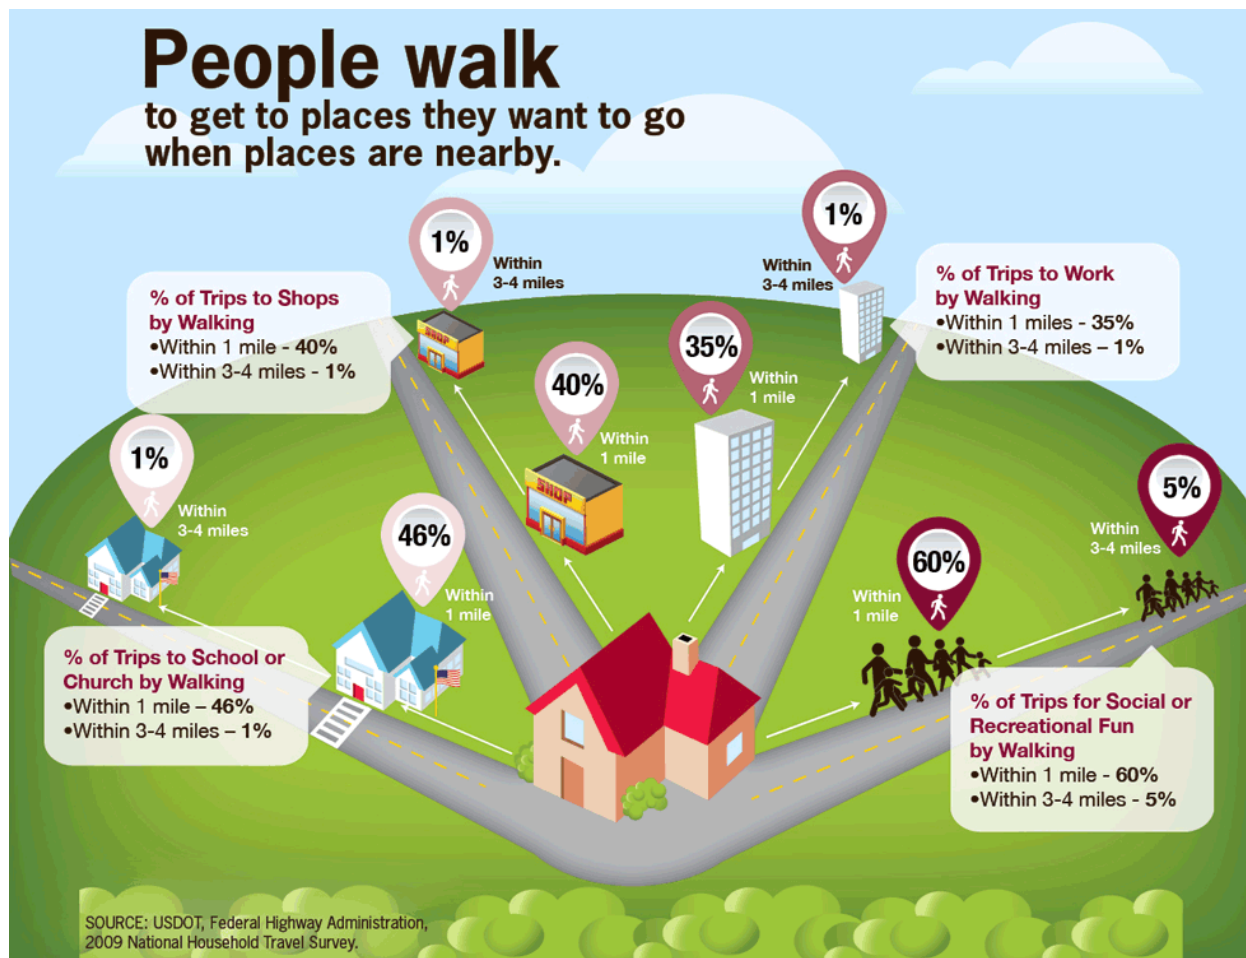 People walk
to get to places they want to go
when places are nearby.
1%
Within
3-4 miles
1%
Within
3-4 miles
% of Trips to Shops
by Walking
•Within 1 mile - 40%
•Within 3-4 miles - 1%
% of Trips to Work
by Walking
•Within 1 miles - 35%
•Within 3-4 miles – 1%
SHOP
40%
Within
1 mile
SHOP
35%
Within
1 mile
1%
Within
3-4 miles
46%
Within
1 mile
60%
Within
1 mile
5%
Within
3-4 miles
% of Trips to School or
Church by Walking
•Within 1 mile – 46%
•Within 3-4 miles – 1%
% of Trips for Social or
Recreational Fun
by Walking
•Within 1 mile - 60%
•Within 3-4 miles - 5%
SOURCE: USDOT, Federal Highway Administration,
2009 National Household Travel Survey.